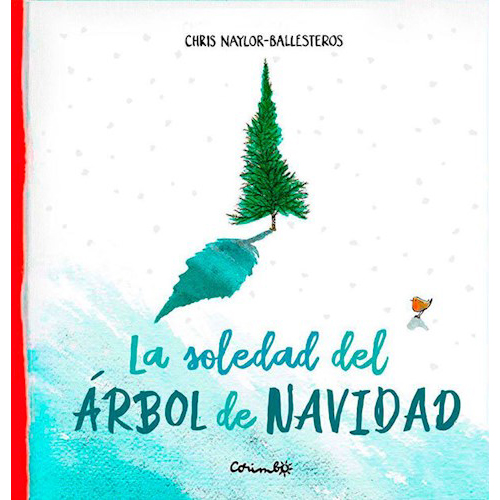 CHRIS NAYLOR-BALLESTEROS
La soledad del
ÁRBOL de NAVIDAD
Corimbo